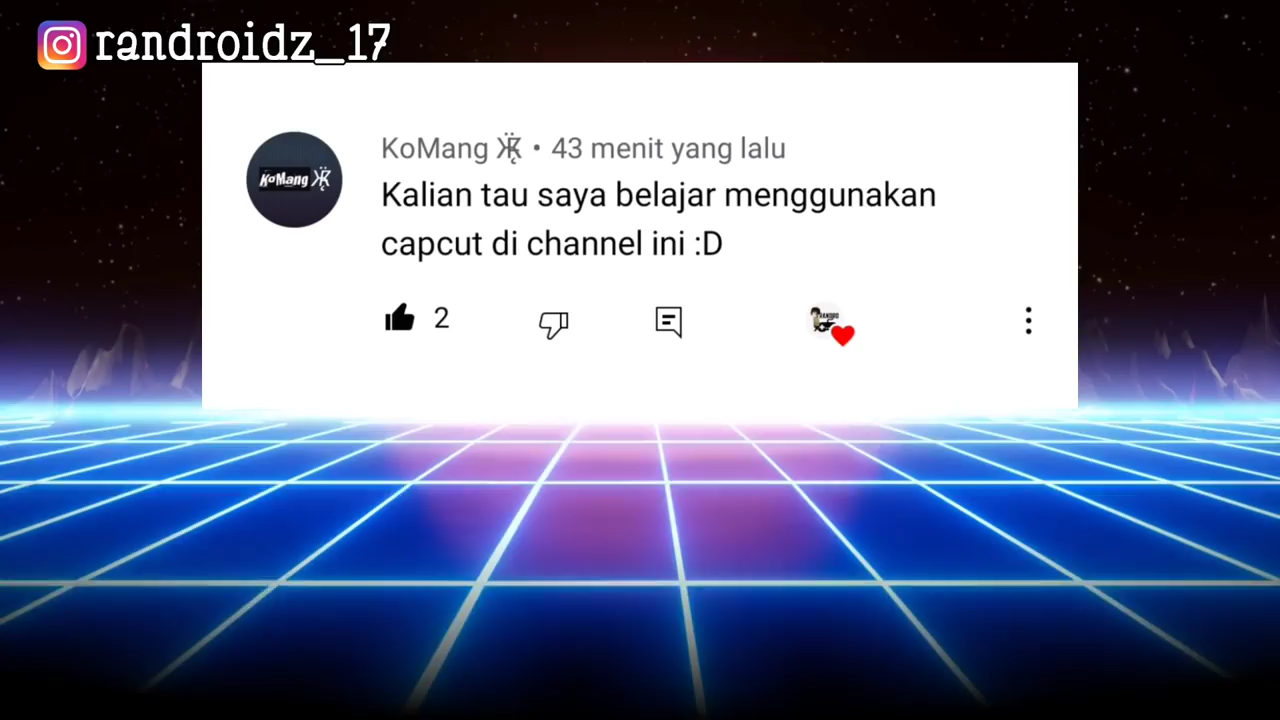 randroidz_17
KoMang Ӂ • 43 menit yang lalu
KoMang
Kalian tau saya belajar menggunakan
capcut di channel ini :D
2